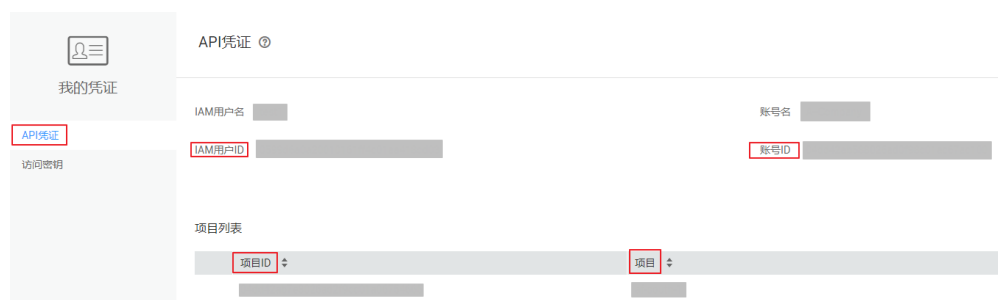 我的凭证
API凭证
访问密钥
API凭证 ?
IAM用户名 账号名
IAM用户ID 账号ID
项目列表
项目ID 项目